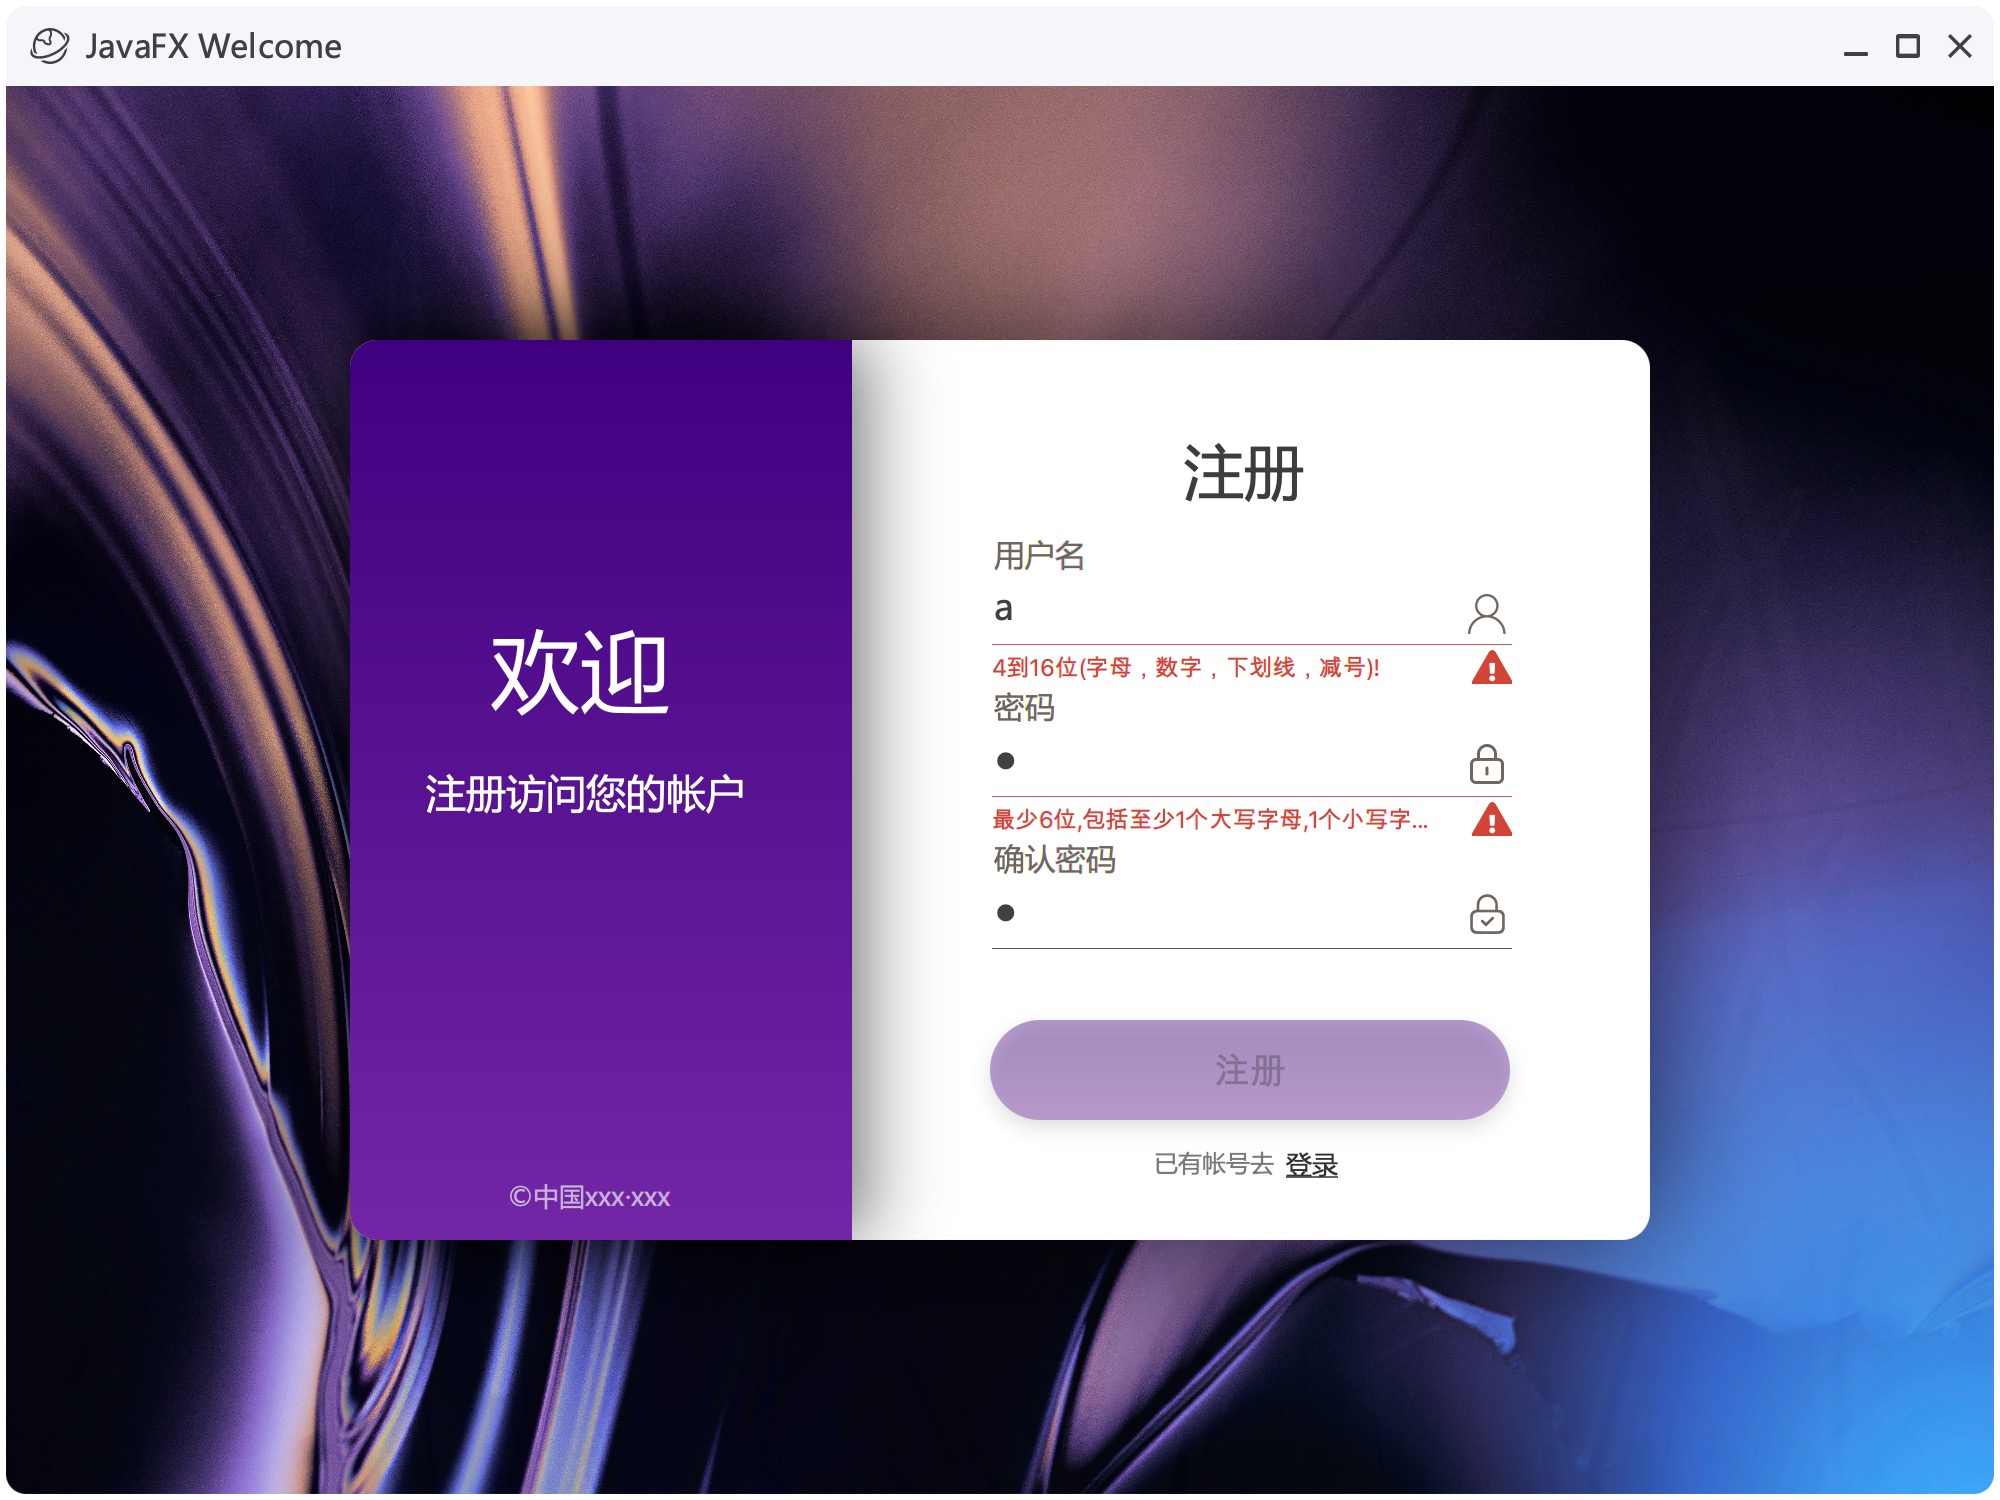 JavaFX Welcome
欢迎
注册访问您的帐户
©中国xxx·xxx
注册
用户名
a
4到16位(字母，数字，下划线，减号)!
密码
最少6位,包括至少1个大写字母,1个小写字...
确认密码
注册
已有帐号去 登录